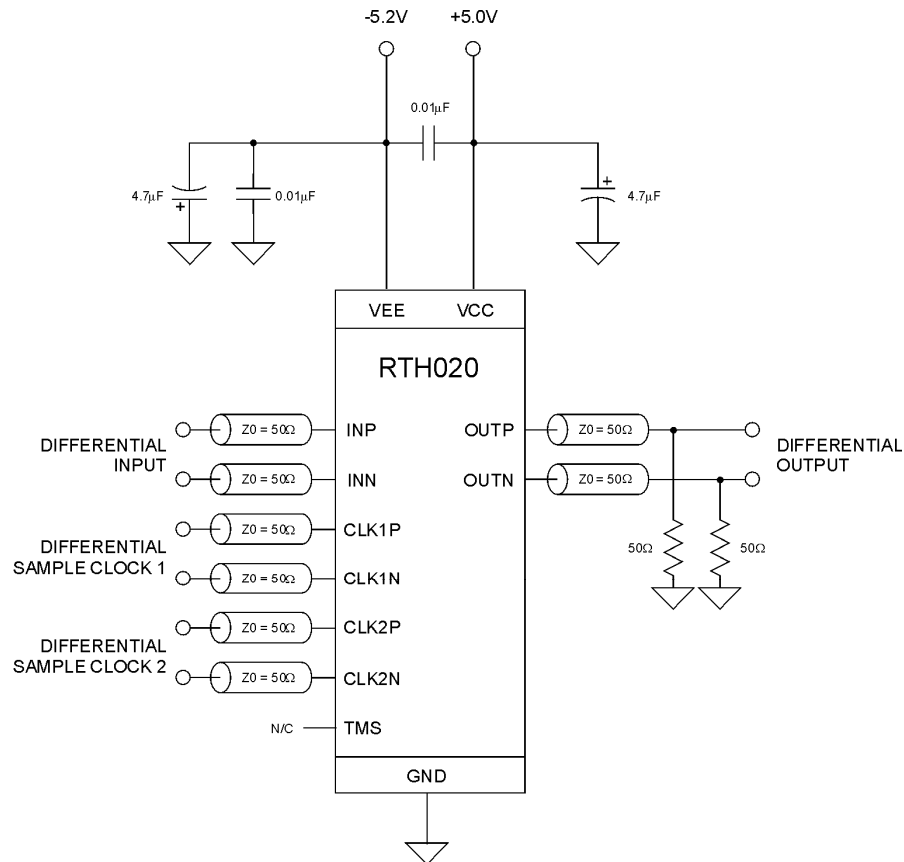 -5.2V +5.0V
0.01µF
4.7µF + 0.01µF + 4.7µF
VEE VCC
RTH020
DIFFERENTIAL
INPUT
Z0 = 50Ω INP OUTP Z0 = 50Ω
DIFFERENTIAL
OUTPUT
Z0 = 50Ω INN OUTN Z0 = 50Ω
DIFFERENTIAL
SAMPLE CLOCK 1
Z0 = 50Ω CLK1P
Z0 = 50Ω CLK1N
50Ω 50Ω
DIFFERENTIAL
SAMPLE CLOCK 2
Z0 = 50Ω CLK2P
Z0 = 50Ω CLK2N
N/C TMS
GND